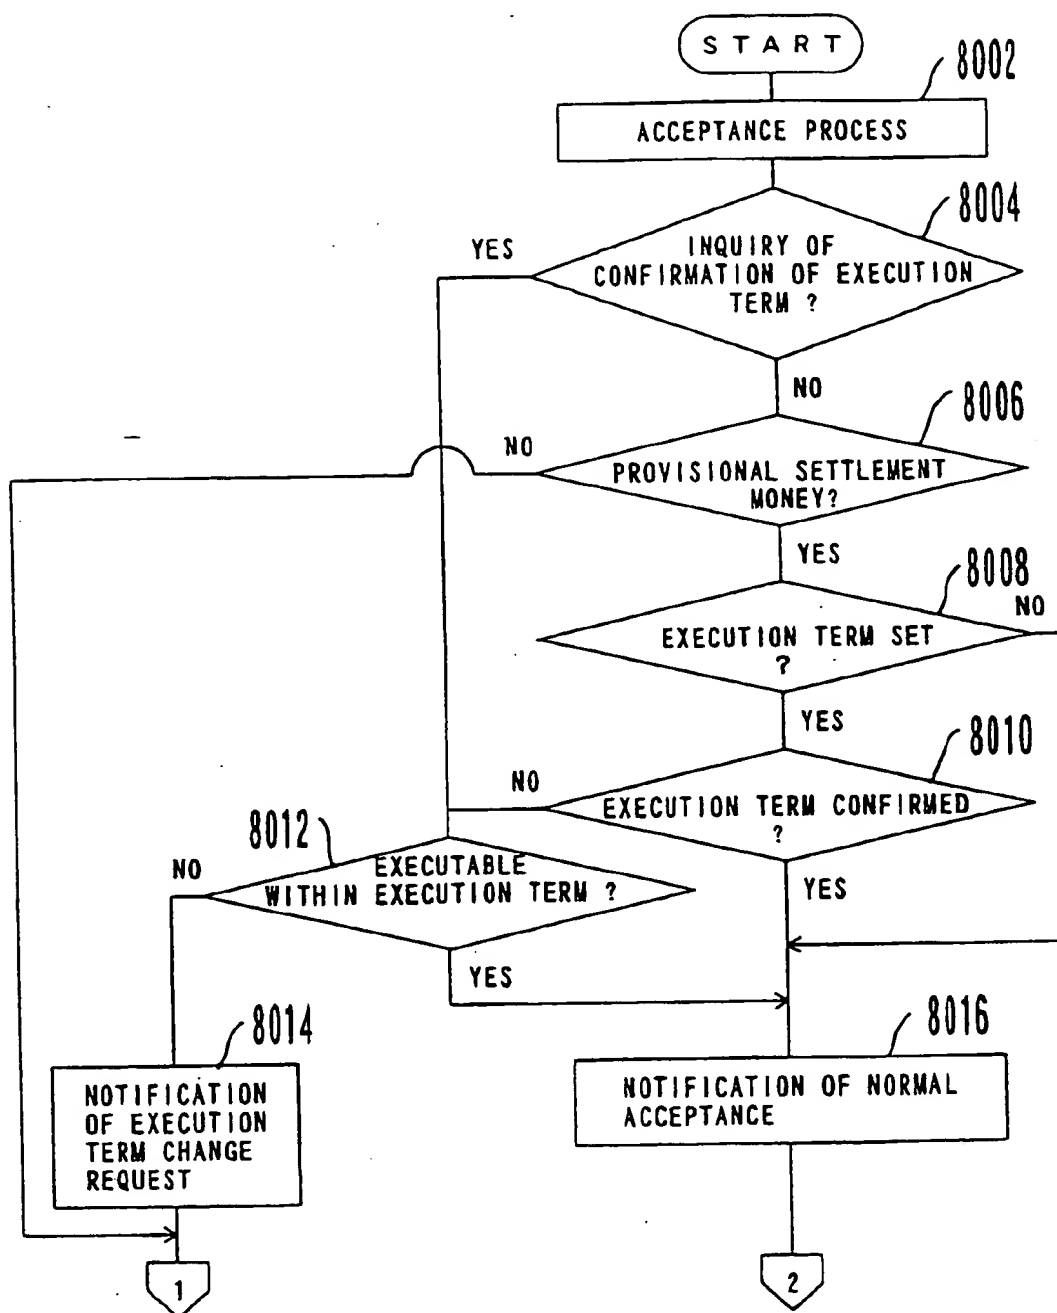 START
8002
ACCEPTANCE PROCESS
8004
YES
INQUIRY OF
CONFIRMATION OF EXECUTION
TERM ?
NO
8006
NO
PROVISIONAL SETTLEMENT
MONEY?
YES
8008
NO
EXECUTION TERM SET
?
YES
8010
NO
EXECUTION TERM CONFIRMED
?
8012
NO
EXECUTABLE
WITHIN EXECUTION TERM ?
YES
YES
8014
8016
NOTIFICATION
OF EXECUTION
TERM CHANGE
REQUEST
NOTIFICATION OF NORMAL
ACCEPTANCE
1
2